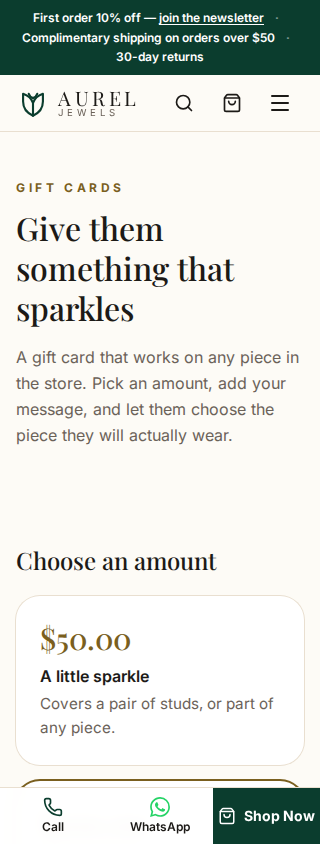 First order 10% off — join the newsletter ·
Complimentary shipping on orders over $50 ·
30-day returns
AUREL
JEWELS
GIFT CARDS
Give them
something that
sparkles
A gift card that works on any piece in
the store. Pick an amount, add your
message, and let them choose the
piece they will actually wear.
Choose an amount
$50.00
A little sparkle
Covers a pair of studs, or part of
any piece.
Call
WhatsApp
Shop Now